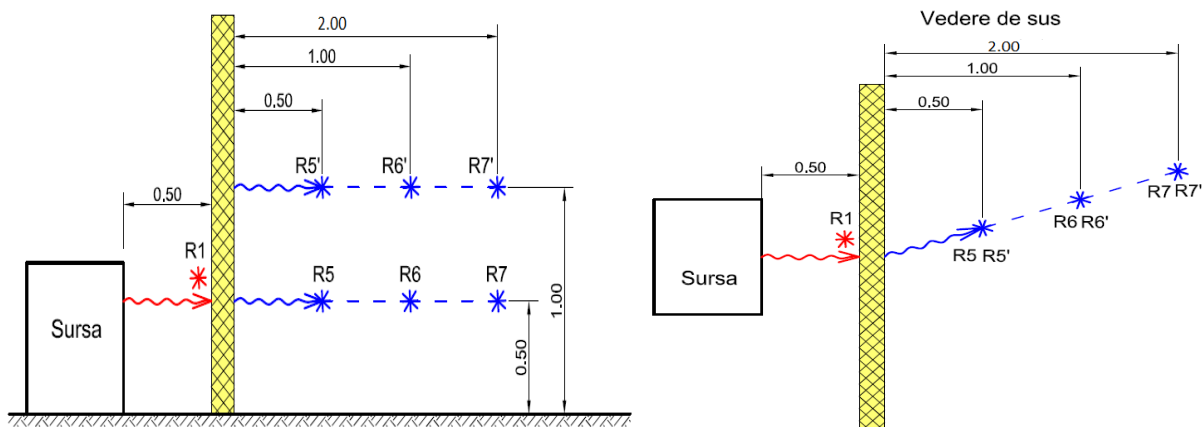 2.00
1.00
0.50
R5' R6' R7'
0.50
R1
R5 R6 R7
Sursa
1.00
0.50
Vedere de sus
2.00
1.00
0.50
0.50
R7 R7'
R1
R6 R6'
R5 R5'
Sursa